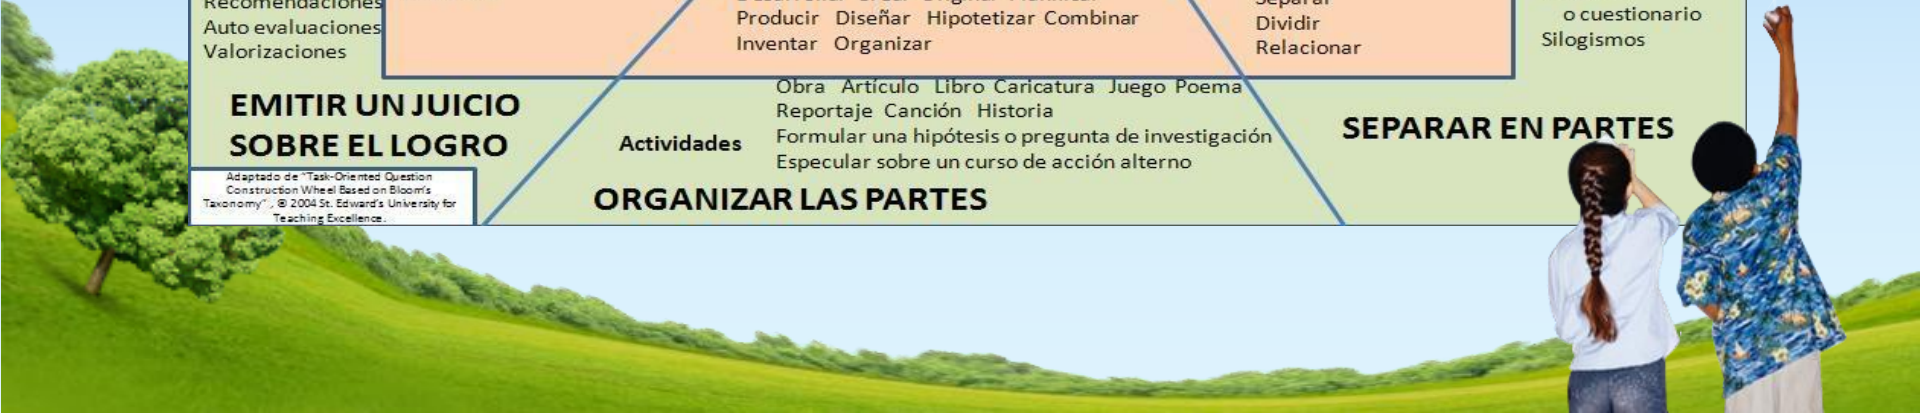 Recomendaciones
Auto evaluaciones
Valorizaciones
EMITIR UN JUICIO
SOBRE EL LOGRO
Adaptado de "Task-Oriented Question
Construction Wheel Based on Bloom's
Taxonomy" , © 2004 St. Edward's University for
Teaching Excellence.
Producir Diseñar Hipotetizar Combinar
Inventar Organizar
Actividades
Obra Artículo Libro Caricatura Juego Poema
Reportaje Canción Historia
Formular una hipótesis o pregunta de investigación
Especular sobre un curso de acción alterno
ORGANIZAR LAS PARTES
Separar
Dividir
Relacionar
o cuestionario
Silogismos
SEPARAR EN PARTES